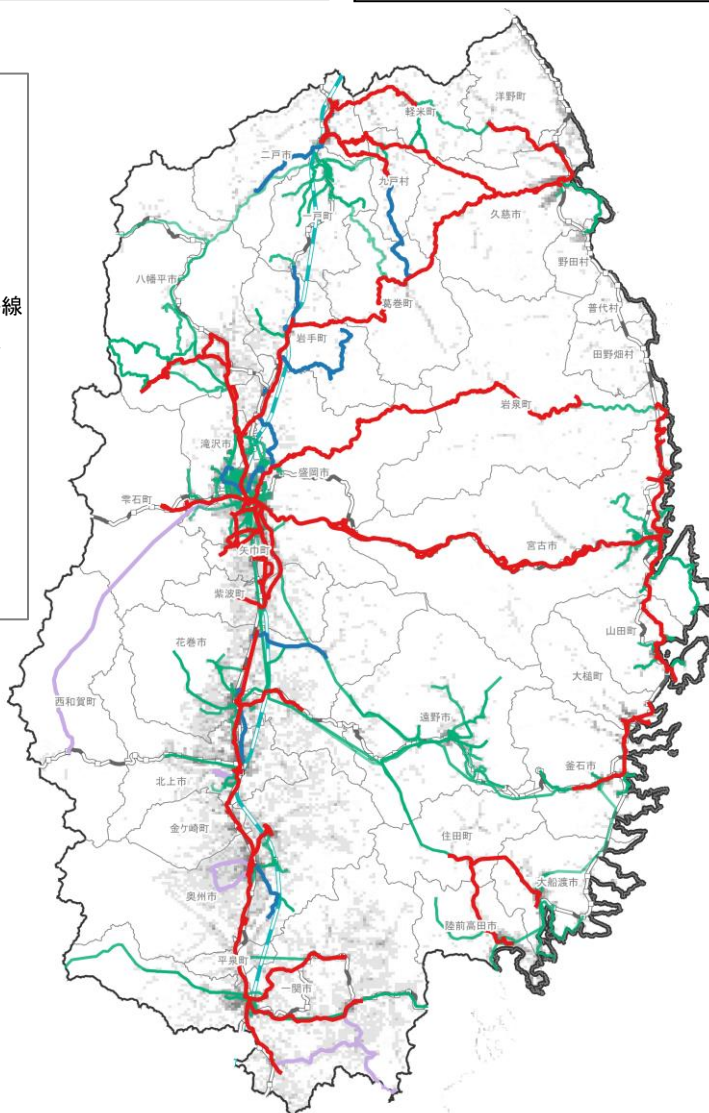 洋野町
軽米町
二戸市
九戸村
一戸町
久慈市
野田村
八幡平市
普代村
葛巻町
線
岩手町
田野畑村
岩泉町
滝沢市
盛岡市
雫石町
宮古市
矢巾町
紫波町
山田町
花巻市
大槌町
西和賀町
遠野市
釜石市
北上市
金ケ崎町
住田町
大船渡市
奥州市
陸前高田市
平泉町
一関市